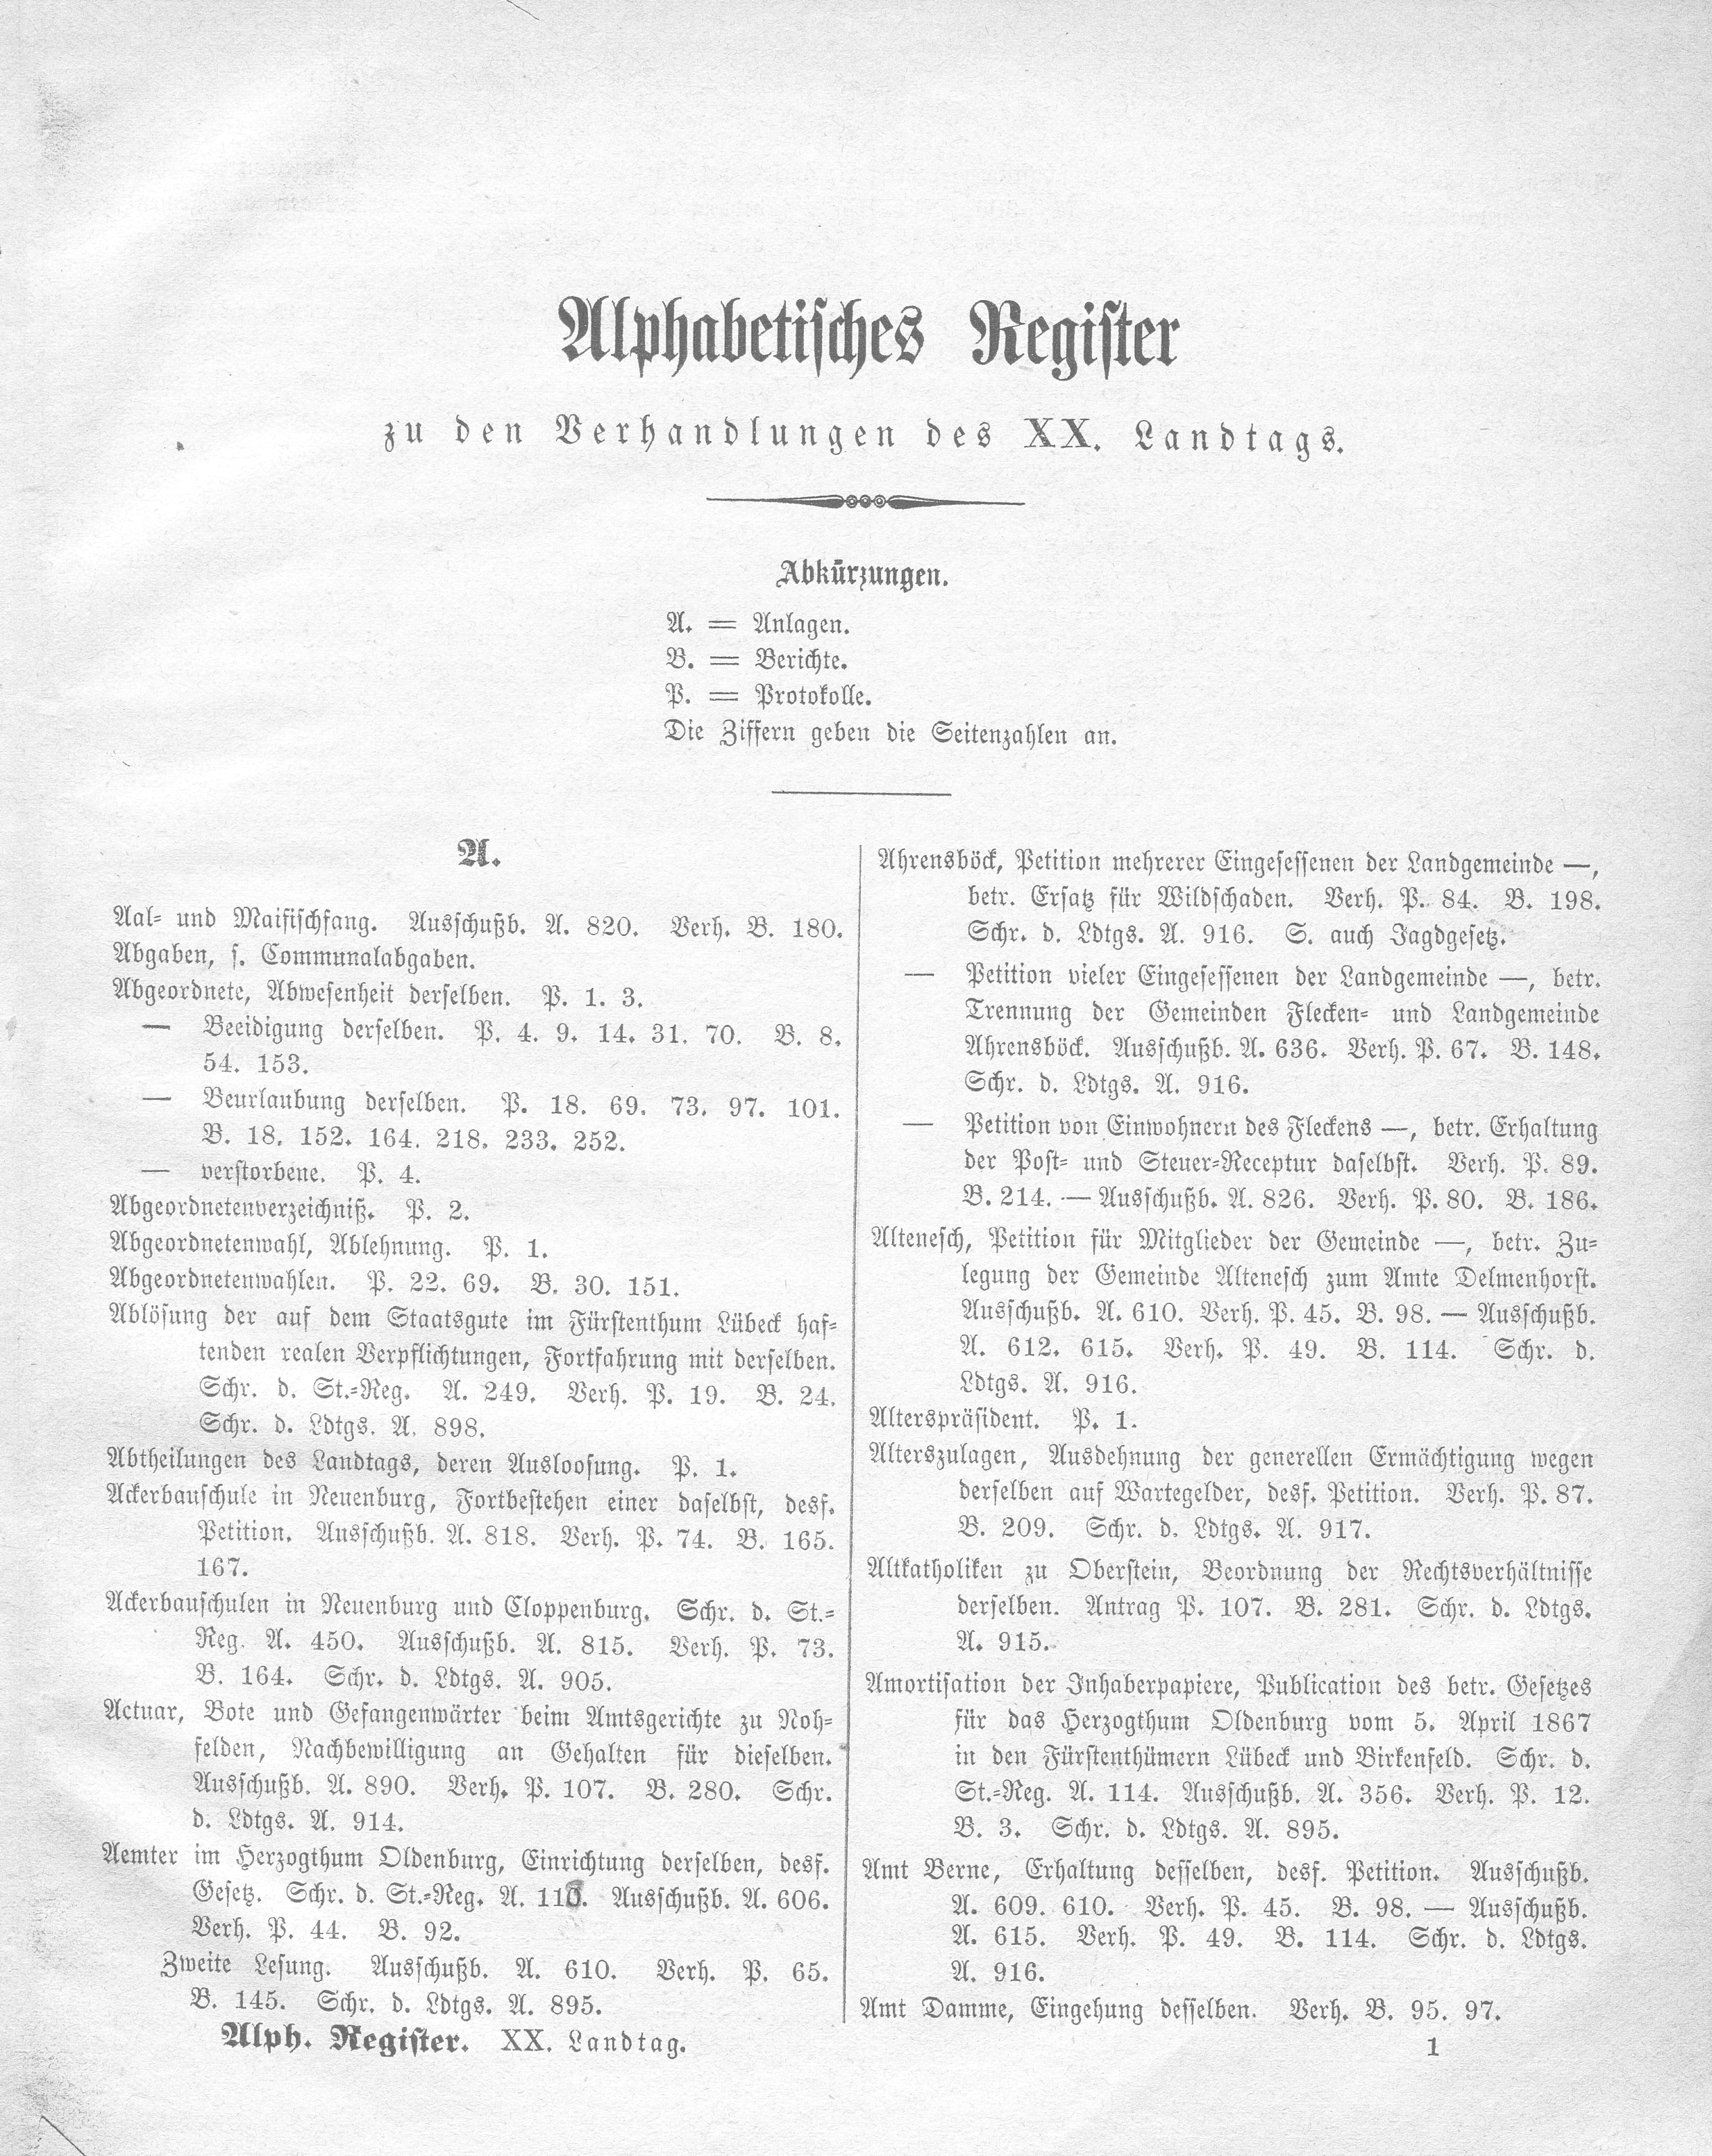 Alphabetisches Register
zu den Verhandlungen des XX. Landtags.
Abkürzungen.
A. = Anlagen.
B. = Berichte.
P. = Protokolle.
Die Ziffern geben die Seitenzahlen an.
A.
Aal- und Maifischfang. Ausschußb. A. 820. Verh. B. 180.
Abgaben, s. Communalabgaben.
Abgeordnete, Abwesenheit derselben. P. 1. 3.
— Beeidigung derselben. P. 4. 9. 14. 31. 70. B. 8.
54. 153.
— Beurlaubung derselben. P. 18. 69. 73. 97. 101.
B. 18. 152. 164. 218. 233. 252.
— verstorbene. P. 4.
Abgeordnetenverzeichniß. P. 2.
Abgeordnetenwahl, Ablehnung. P. 1.
Abgeordnetenwahlen. P. 22. 69. B. 30. 151.
Ablösung der auf dem Staatsgute im Fürstenthum Lübeck haf-
tenden realen Verpflichtungen, Fortfahrung mit derselben.
Schr. d. St.-Reg. A. 249. Verh. P. 19. B. 24.
Schr. d. Ldtgs. A. 898.
Abtheilungen des Landtags, deren Ausloosung. P. 1.
Ackerbauschule in Neuenburg, Fortbestehen einer daselbst, desf.
Petition. Ausschußb. A. 818. Verh. P. 74. B. 165.
167.
Ackerbauschulen in Neuenburg und Cloppenburg. Schr. d. St.-
Reg. A. 450. Ausschußb. A. 815. Verh. P. 73.
B. 164. Schr. d. Ldtgs. A. 905.
Actuar, Bote und Gefangenwärter beim Amtsgerichte zu Noh-
felden, Nachbewilligung an Gehalten für dieselben.
Ausschußb. A. 890. Verh. P. 107. B. 280. Schr.
d. Ldtgs. A. 914.
Aemter im Herzogthum Oldenburg, Einrichtung derselben, desf.
Gesetz. Schr. d. St.-Reg. A. 110. Ausschußb. A. 606.
Verh. P. 44. B. 92.
Zweite Lesung. Ausschußb. A. 610. Verh. P. 65.
B. 145. Schr. d. Ldtgs. A. 895.
Ahrensböck, Petition mehrerer Eingesessenen der Landgemeinde —,
betr. Ersatz für Wildschaden. Verh. P. 84. B. 198.
Schr. d. Ldtgs. A. 916. S. auch Jagdgesetz.
— Petition vieler Eingesessenen der Landgemeinde —, betr.
Trennung der Gemeinden Flecken- und Landgemeinde
Ahrensböck. Ausschußb. A. 636. Verh. P. 67. B. 148.
Schr. d. Ldtgs. A. 916.
— Petition von Einwohnern des Fleckens —, betr. Erhaltung
der Post- und Steuer-Receptur daselbst. Verh. P. 89.
B. 214. — Ausschußb. A. 826. Verh. P. 80. B. 186.
Altenesch, Petition für Mitglieder der Gemeinde —, betr. Zu-
legung der Gemeinde Altenesch zum Amte Delmenhorst.
Ausschußb. A. 610. Verh. P. 45. B. 98. — Ausschußb.
A. 612. 615. Verh. P. 49. B. 114. Schr. d.
Ldtgs. A. 916.
Alterspräsident. P. 1.
Alterszulagen, Ausdehnung der generellen Ermächtigung wegen
derselben auf Wartegelder, desf. Petition. Verh. P. 87.
B. 209. Schr. d. Ldtgs. A. 917.
Altkatholiken zu Oberstein, Beordnung der Rechtsverhältnisse
derselben. Antrag P. 107. B. 281. Schr. d. Ldtgs.
A. 915.
Amortisation der Inhaberpapiere, Publication des betr. Gesetzes
für das Herzogthum Oldenburg vom 5. April 1867
in den Fürstenthümern Lübeck und Birkenfeld. Schr. d.
St.-Reg. A. 114. Ausschußb. A. 356. Verh. P. 12.
B. 3. Schr. d. Ldtgs. A. 895.
Amt Berne, Erhaltung desselben, desf. Petition. Ausschußb.
A. 609. 610. Verh. P. 45. B. 98. — Ausschußb.
A. 615. Verh. P. 49. B. 114. Schr. d. Ldtgs.
A. 916.
Amt Damme, Eingehung desselben. Verh. B. 95. 97.
Alph. Register. XX. Landtag.
1